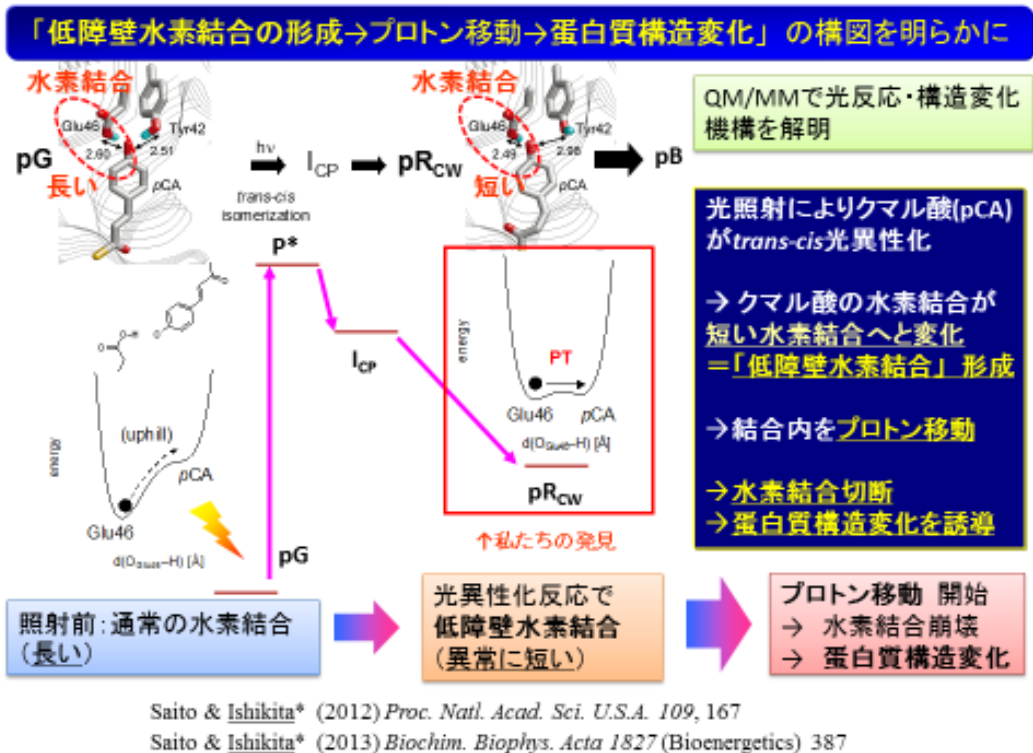 「低障壁水素結合の形成→プロトン移動→蛋白質構造変化」の構図を明らかに
水素結合
Glu46
Tyr42
2.60
2.51
pG
長い
pCA
hν
trans-cis
isomerization
I_CP
pR_CW
水素結合
Glu46
Tyr42
2.49
2.98
短い
pCA
pB
QM/MMで光反応・構造変化
機構を解明
光照射によりクマル酸(pCA)
がtrans-cis光異性化
→ クマル酸の水素結合が
短い水素結合へと変化
＝「低障壁水素結合」形成
→結合内をプロトン移動
→水素結合切断
→蛋白質構造変化を誘導
P*
I_CP
energy
(uphill)
pCA
Glu46
d(O_Glu46–H) [Å]
pG
energy
PT
Glu46
pCA
d(O_Glu46–H) [Å]
pR_CW
↑私たちの発見
照射前：通常の水素結合
（長い）
光異性化反応で
低障壁水素結合
（異常に短い）
プロトン移動 開始
→ 水素結合崩壊
→ 蛋白質構造変化
Saito & Ishikita* (2012) Proc. Natl. Acad. Sci. U.S.A. 109, 167
Saito & Ishikita* (2013) Biochim. Biophys. Acta 1827 (Bioenergetics) 387